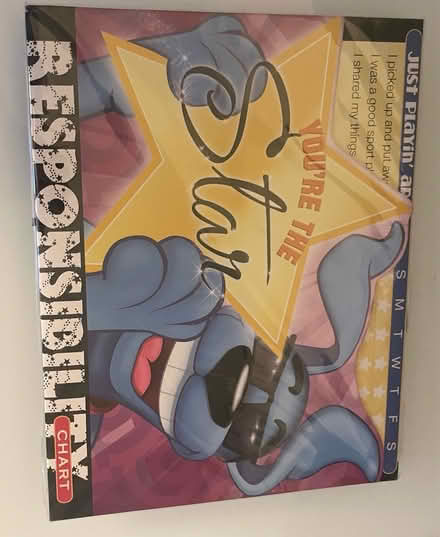 JUST PLAYIN' AR
S M T W T F S
I picked up and put aw
I was a good sport p
I shared my things
YOU'RE THE
Star
RESPONSIBILITY
CHART